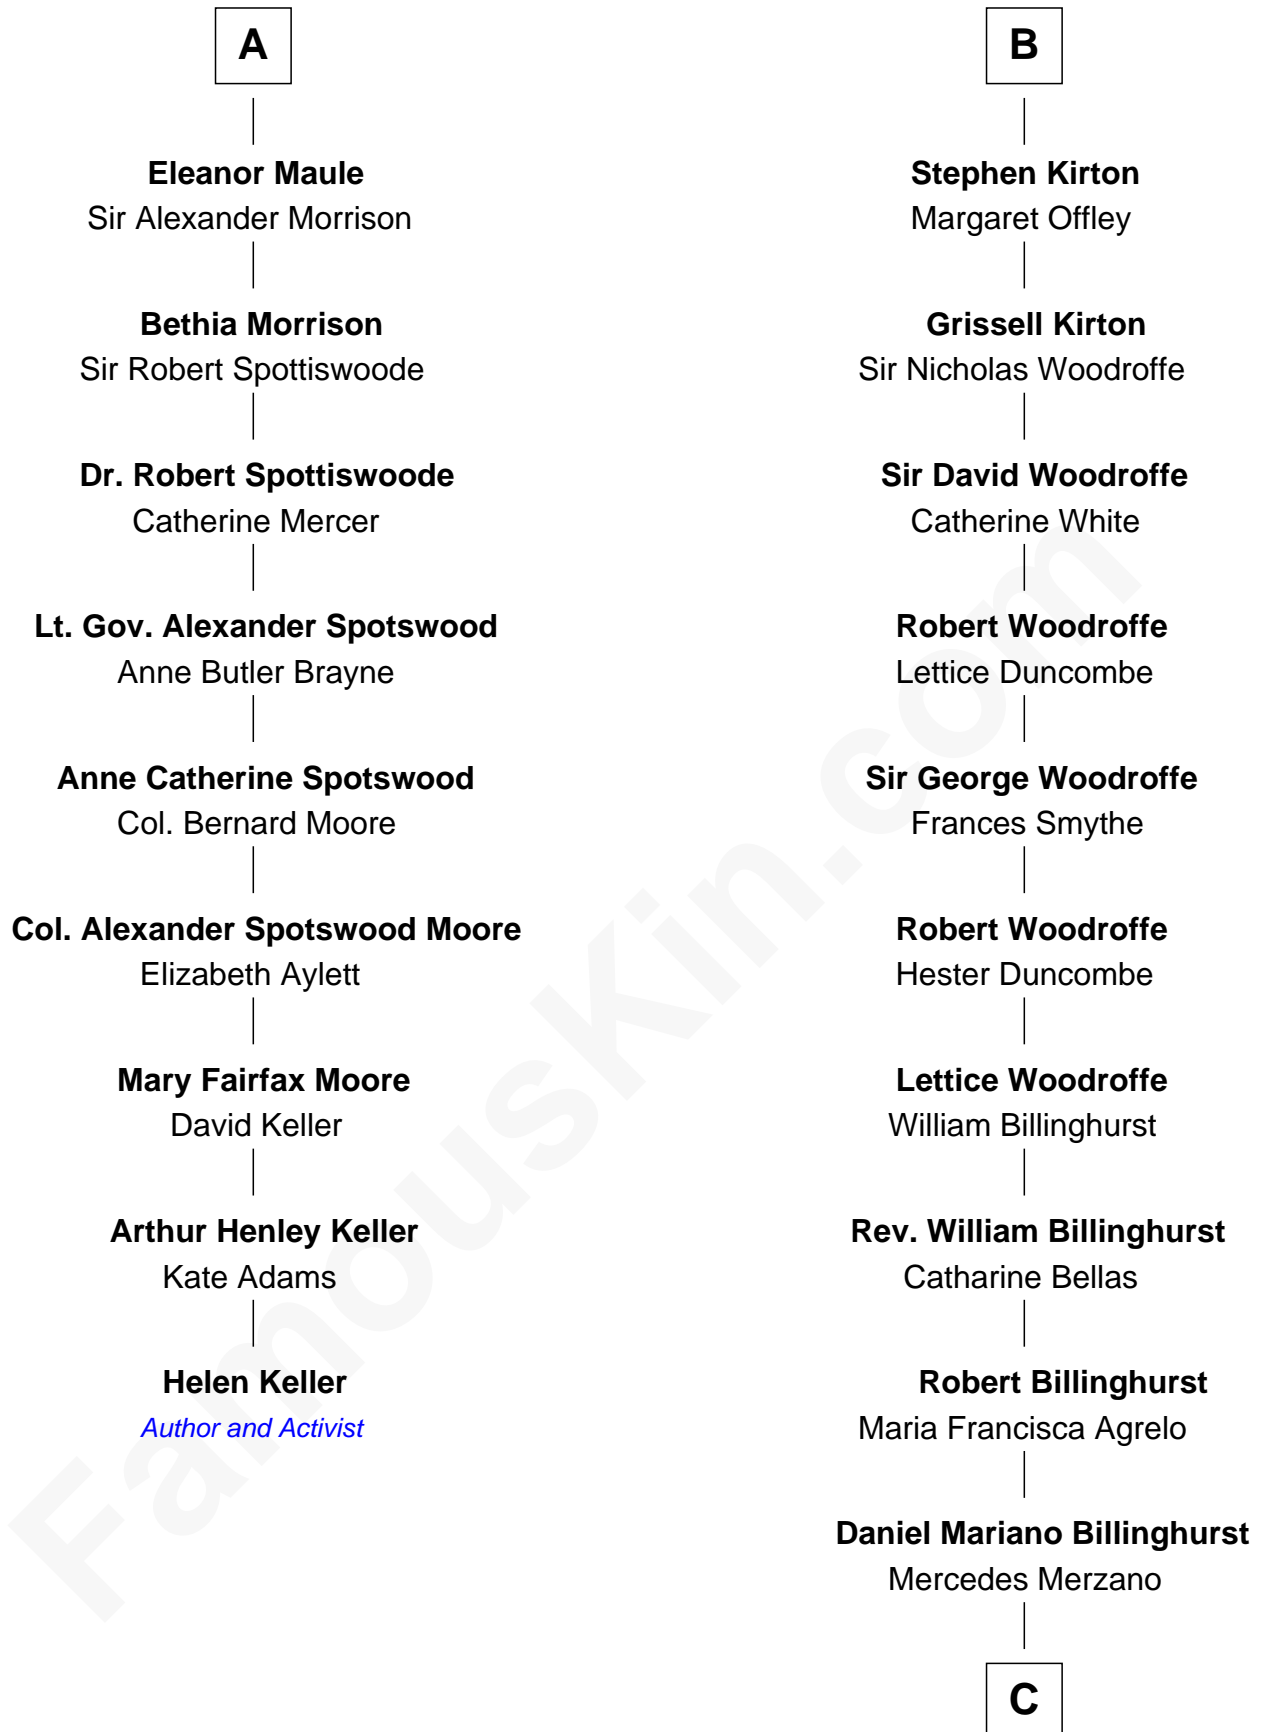 A
Eleanor Maule
Sir Alexander Morrison
Bethia Morrison
Sir Robert Spottiswoode
Dr. Robert Spottiswoode
Catherine Mercer
Lt. Gov. Alexander Spotswood
Anne Butler Brayne
Anne Catherine Spotswood
Col. Bernard Moore
Col. Alexander Spotswood Moore
Elizabeth Aylett
Mary Fairfax Moore
David Keller
Arthur Henley Keller
Kate Adams
Helen Keller
Author and Activist
B
Stephen Kirton
Margaret Offley
Grissell Kirton
Sir Nicholas Woodroffe
Sir David Woodroffe
Catherine White
Robert Woodroffe
Lettice Duncombe
Sir George Woodroffe
Frances Smythe
Robert Woodroffe
Hester Duncombe
Lettice Woodroffe
William Billinghurst
Rev. William Billinghurst
Catharine Bellas
Robert Billinghurst
Maria Francisca Agrelo
Daniel Mariano Billinghurst
Mercedes Merzano
C
FamousKin.com